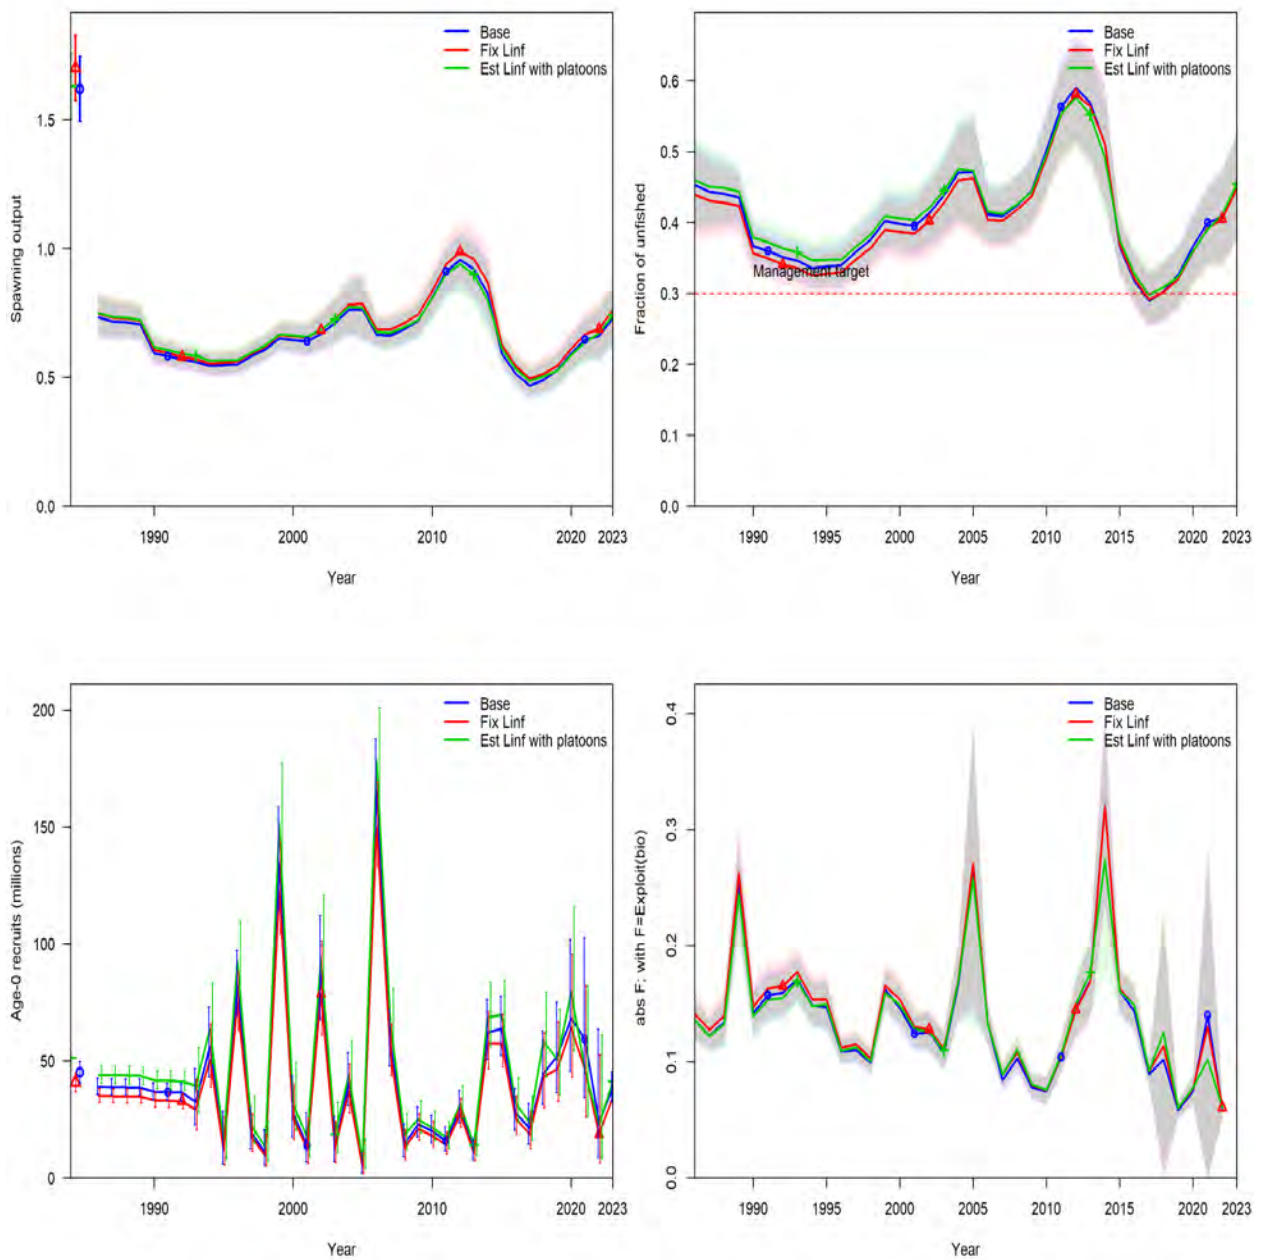 Base
Fix Linf
Est Linf with platoons
Spawning output
1.5
1.0
0.5
0.0
1990 2000 2010 2020 2023
Year
Base
Fix Linf
Est Linf with platoons
Fraction of unfished
0.6
0.5
0.4
0.3
0.2
0.1
0.0
Management target
1990 1995 2000 2005 2010 2015 2020 2023
Year
Base
Fix Linf
Est Linf with platoons
Age-0 recruits (millions)
200
150
100
50
0
1990 2000 2010 2020 2023
Year
Base
Fix Linf
Est Linf with platoons
abs F; with F=Exploit(bio)
0.4
0.3
0.2
0.1
0.0
1990 1995 2000 2005 2010 2015 2020 2023
Year